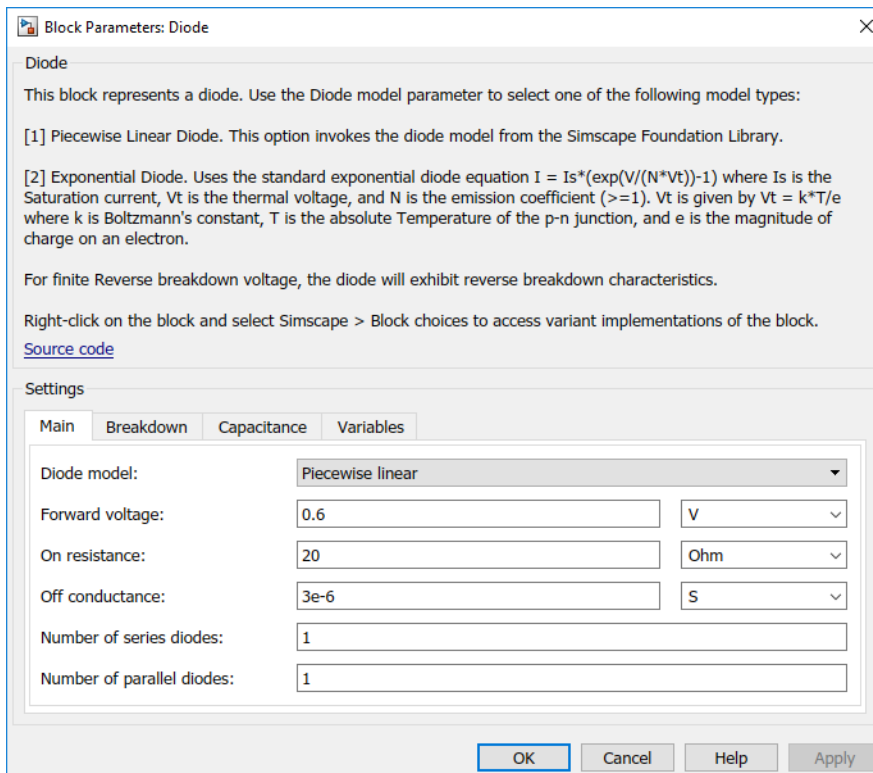 Block Parameters: Diode
Diode
This block represents a diode. Use the Diode model parameter to select one of the following model types:
[1] Piecewise Linear Diode. This option invokes the diode model from the Simscape Foundation Library.
[2] Exponential Diode. Uses the standard exponential diode equation I = Is*(exp(V/(N*Vt))-1) where Is is the
Saturation current, Vt is the thermal voltage, and N is the emission coefficient (>=1). Vt is given by Vt = k*T/e
where k is Boltzmann's constant, T is the absolute Temperature of the p-n junction, and e is the magnitude of
charge on an electron.
For finite Reverse breakdown voltage, the diode will exhibit reverse breakdown characteristics.
Right-click on the block and select Simscape > Block choices to access variant implementations of the block.
Source code
Settings
Main Breakdown Capacitance Variables
Diode model: Piecewise linear
Forward voltage: 0.6 V
On resistance: 20 Ohm
Off conductance: 3e-6 S
Number of series diodes: 1
Number of parallel diodes: 1
OK Cancel Help Apply